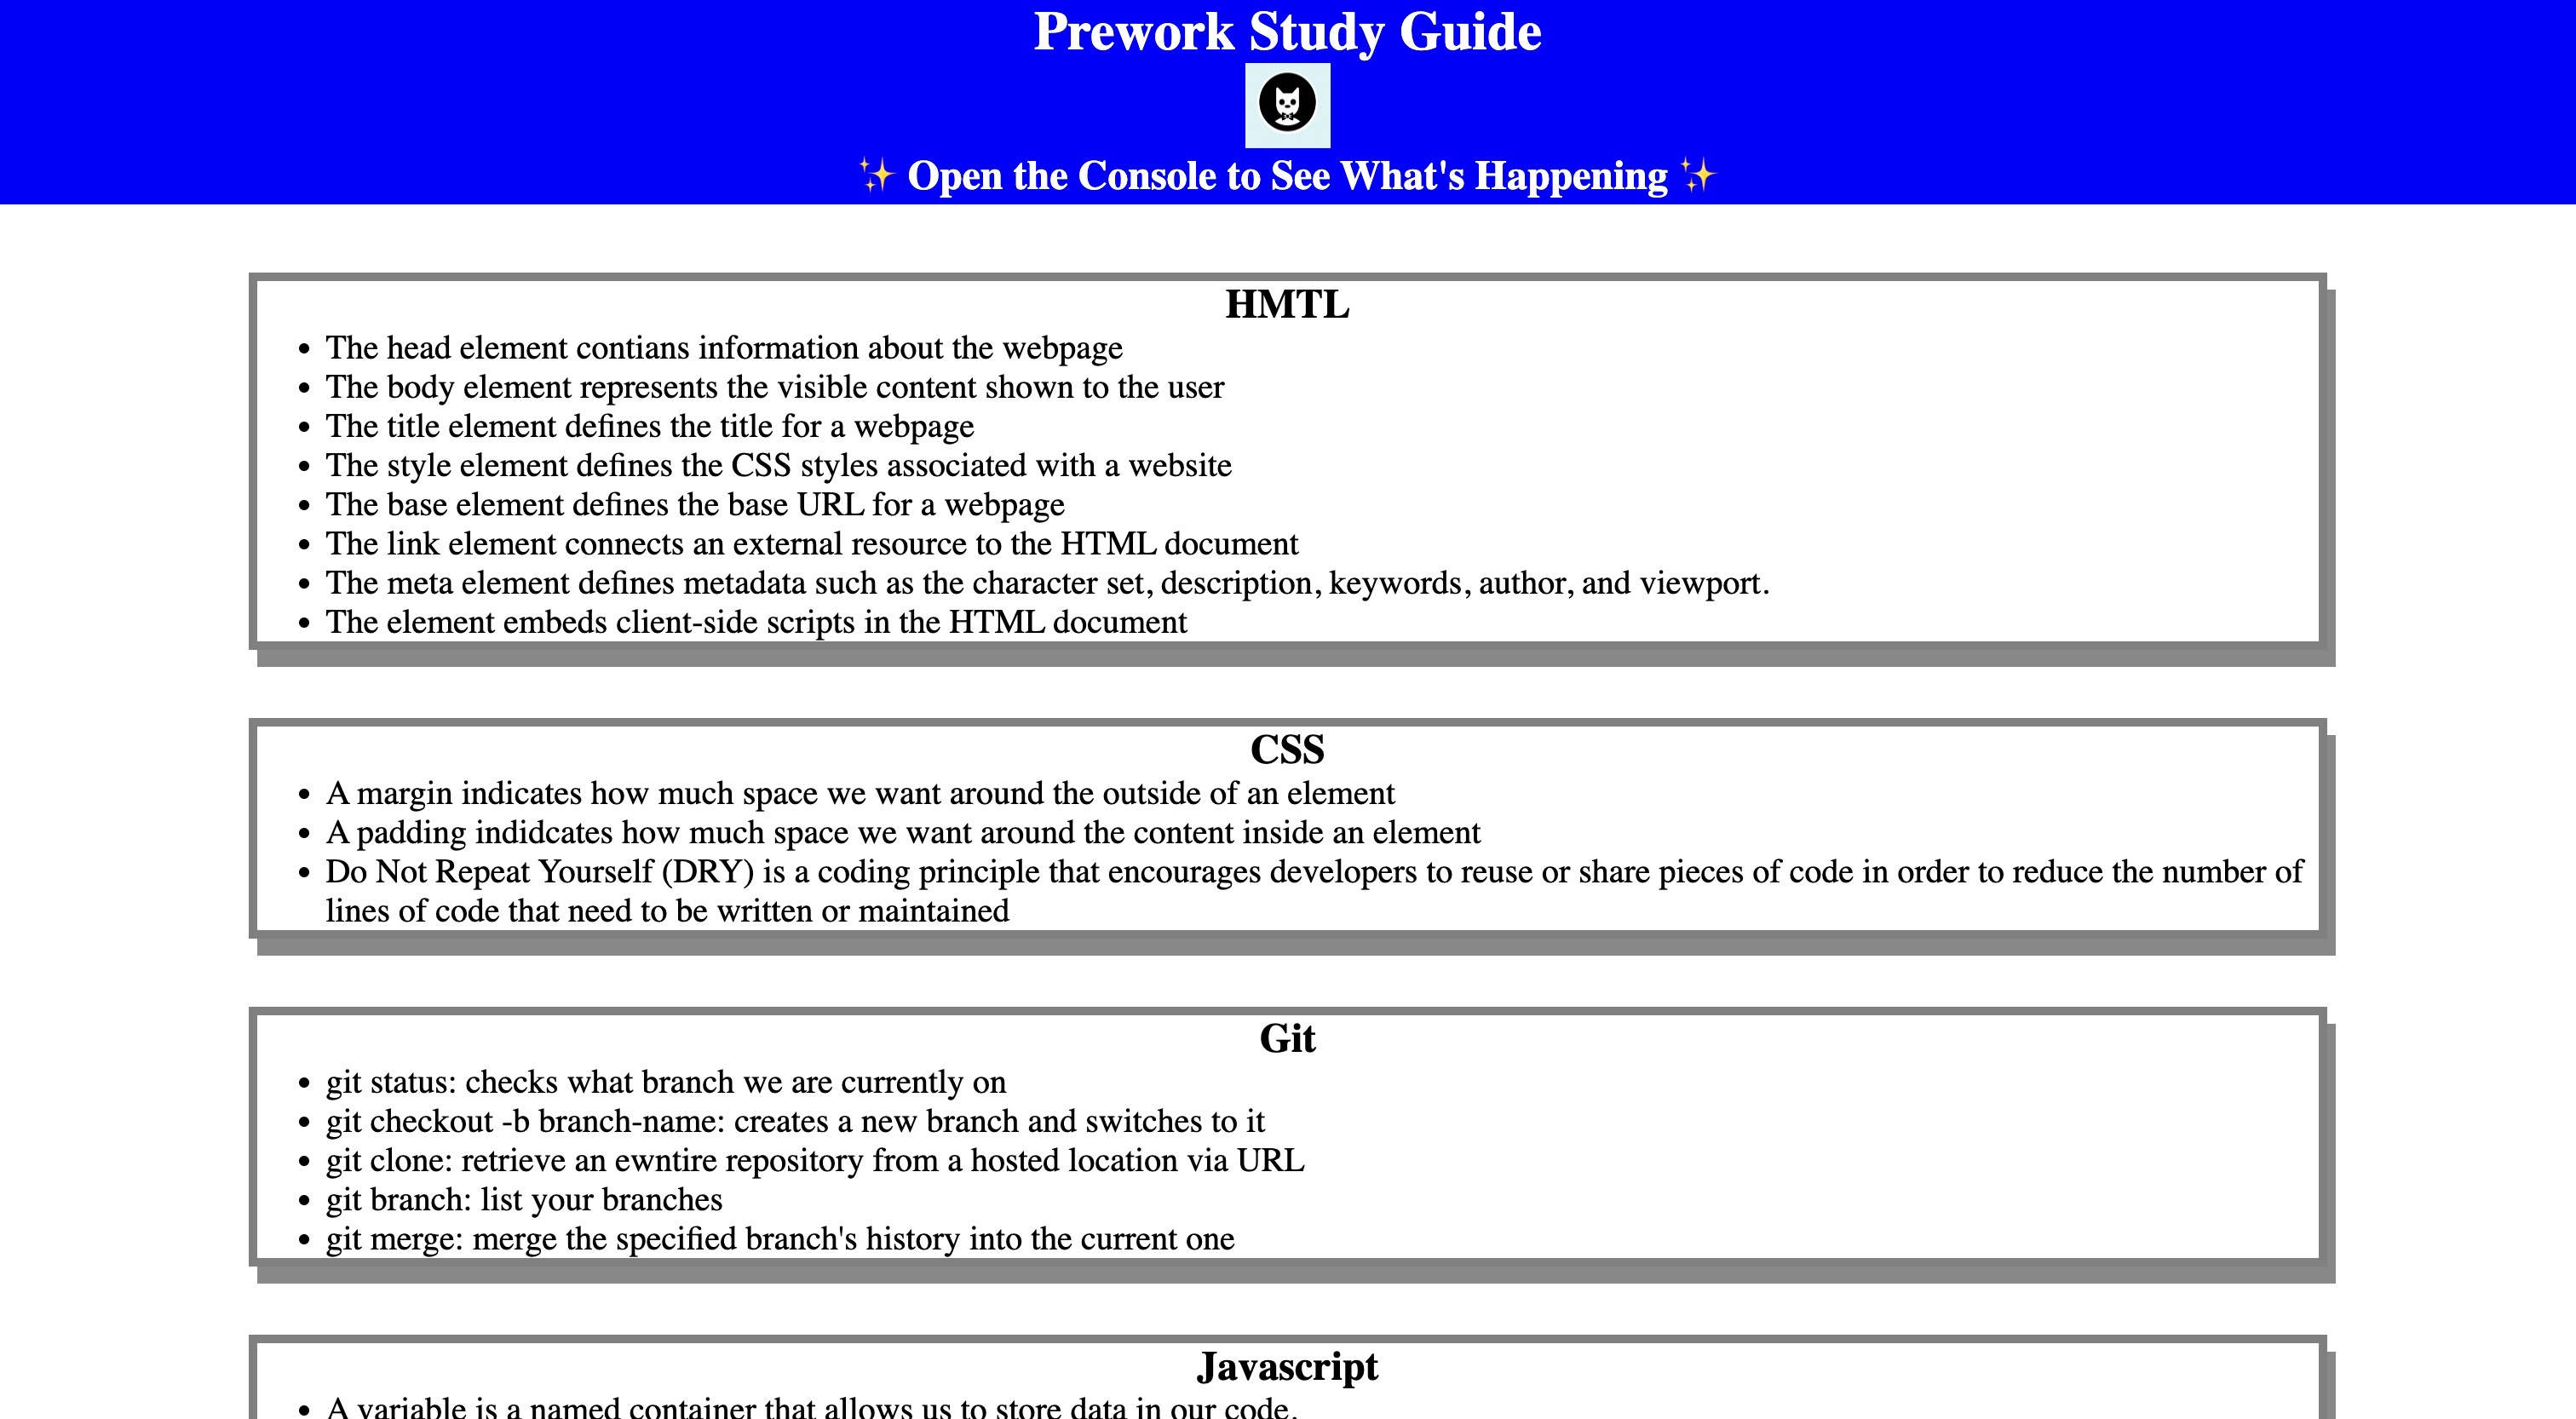 Prework Study Guide
✨ Open the Console to See What's Happening ✨
HMTL
• The head element contians information about the webpage
• The body element represents the visible content shown to the user
• The title element defines the title for a webpage
• The style element defines the CSS styles associated with a website
• The base element defines the base URL for a webpage
• The link element connects an external resource to the HTML document
• The meta element defines metadata such as the character set, description, keywords, author, and viewport.
• The element embeds client-side scripts in the HTML document
CSS
• A margin indicates how much space we want around the outside of an element
• A padding indidcates how much space we want around the content inside an element
• Do Not Repeat Yourself (DRY) is a coding principle that encourages developers to reuse or share pieces of code in order to reduce the number of
lines of code that need to be written or maintained
Git
• git status: checks what branch we are currently on
• git checkout -b branch-name: creates a new branch and switches to it
• git clone: retrieve an ewntire repository from a hosted location via URL
• git branch: list your branches
• git merge: merge the specified branch's history into the current one
Javascript
• A variable is a named container that allows us to store data in our code.